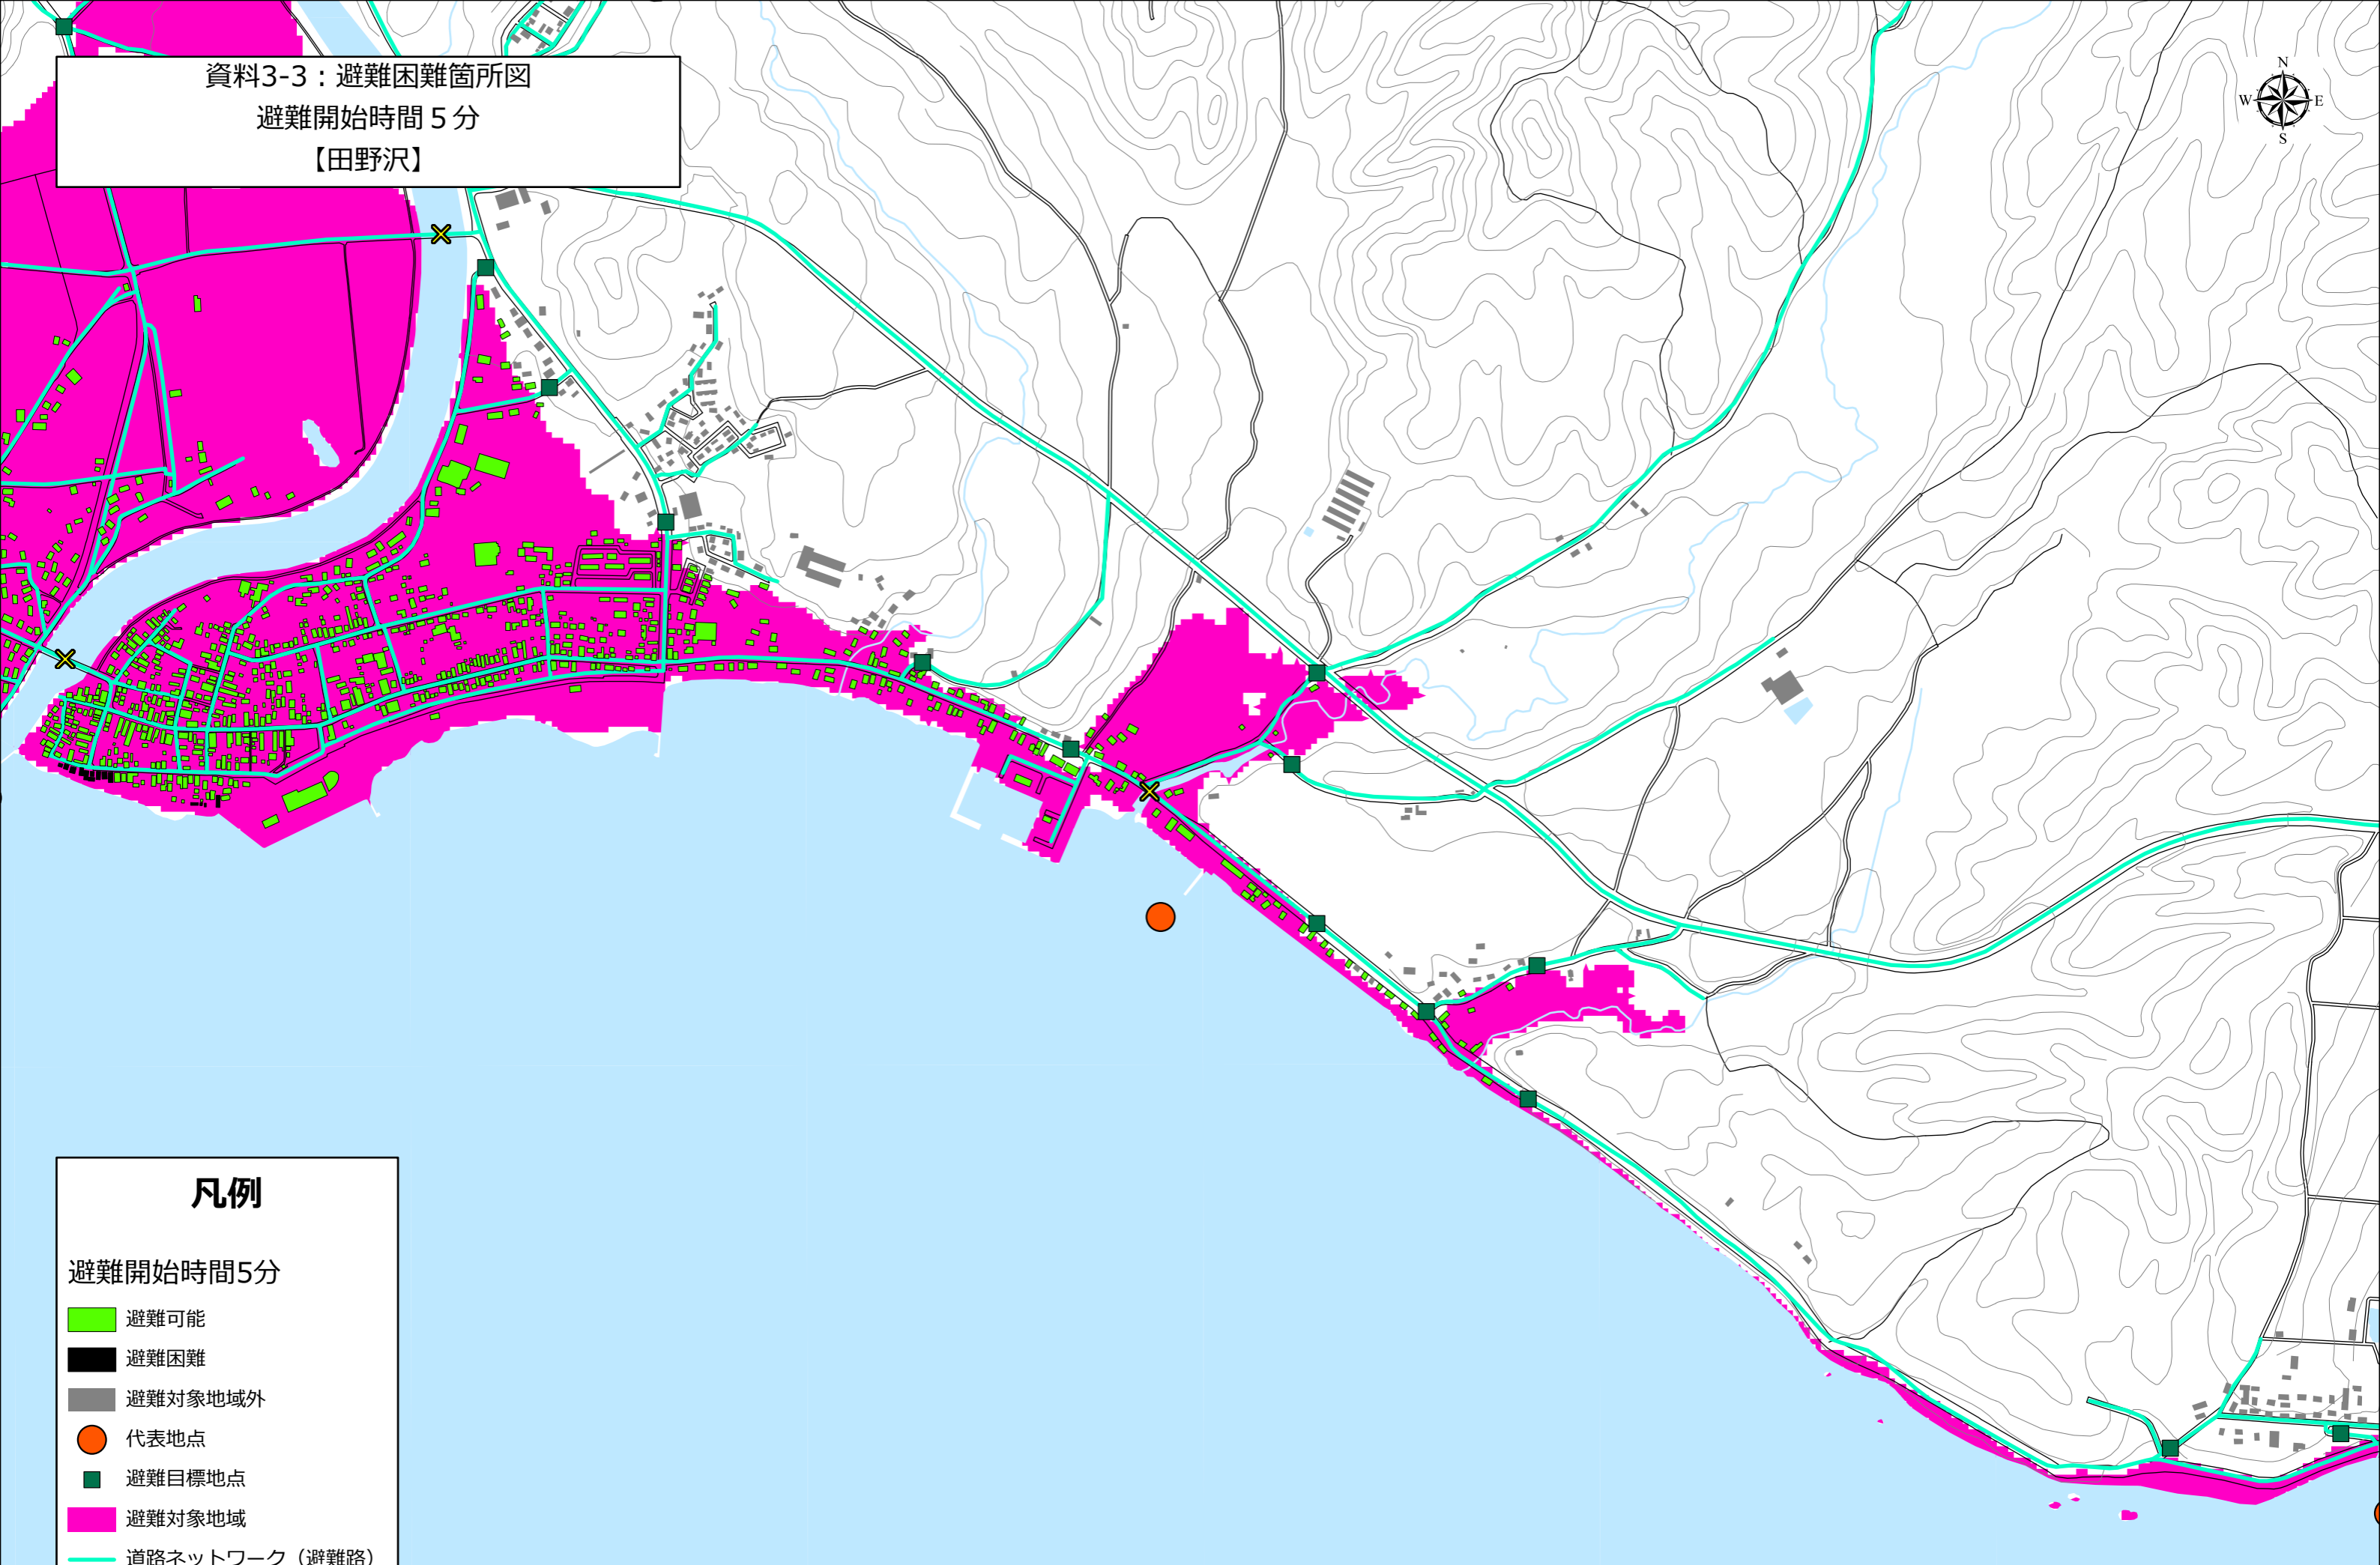 資料3-3：避難困難箇所図
避難開始時間５分
【田野沢】
N
W
E
S
凡例
避難開始時間5分
避難可能
避難困難
避難対象地域外
代表地点
避難目標地点
避難対象地域
道路ネットワーク（避難路）